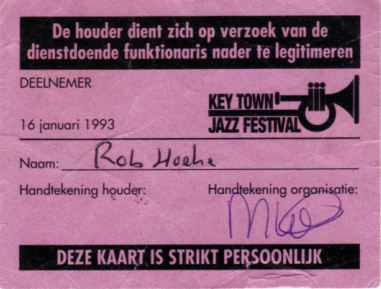 De houder dient zich op verzoek van de
dienstdoende funktionaris nader te legitimeren
DEELNEMER
KEY TOWN
JAZZ FESTIVAL
16 januari 1993
Naam: Rob Hoeke
Handtekening houder: Handtekening organisatie:
DEZE KAART IS STRIKT PERSOONLIJK